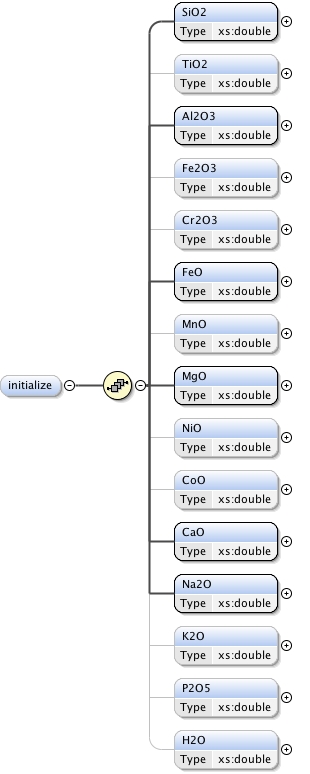 SiO2
Type xs:double
TiO2
Type xs:double
Al2O3
Type xs:double
Fe2O3
Type xs:double
Cr2O3
Type xs:double
FeO
Type xs:double
MnO
Type xs:double
initialize
MgO
Type xs:double
NiO
Type xs:double
CoO
Type xs:double
CaO
Type xs:double
Na2O
Type xs:double
K2O
Type xs:double
P2O5
Type xs:double
H2O
Type xs:double